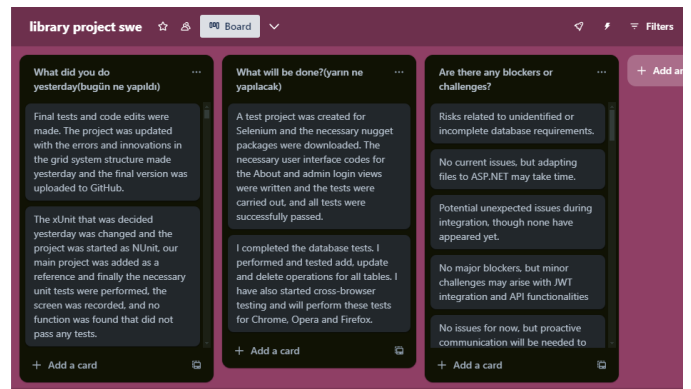 library project swe
Board
Filters
What did you do
yesterday(bugün ne yapıldı)
Final tests and code edits were
made. The project was updated
with the errors and innovations in
the grid system structure made
yesterday and the final version was
uploaded to GitHub.
The xUnit that was decided
yesterday was changed and the
project was started as NUnit, our
main project was added as a
reference and finally the necessary
unit tests were performed, the
screen was recorded, and no
function was found that did not
pass any tests.
+ Add a card
What will be done?(yarın ne
yapılacak)
A test project was created for
Selenium and the necessary nugget
packages were downloaded. The
necessary user interface codes for
the About and admin login views
were written and the tests were
carried out, and all tests were
successfully passed.
I completed the database tests. I
performed and tested add, update
and delete operations for all tables. I
have also started cross-browser
testing and will perform these tests
for Chrome, Opera and Firefox.
+ Add a card
Are there any blockers or
challenges?
Risks related to unidentified or
incomplete database requirements.
No current issues, but adapting
files to ASP.NET may take time.
Potential unexpected issues during
integration, though none have
appeared yet.
No major blockers, but minor
challenges may arise with JWT
integration and API functionalities
No issues for now, but proactive
communication will be needed to
+ Add a card
+ Add an